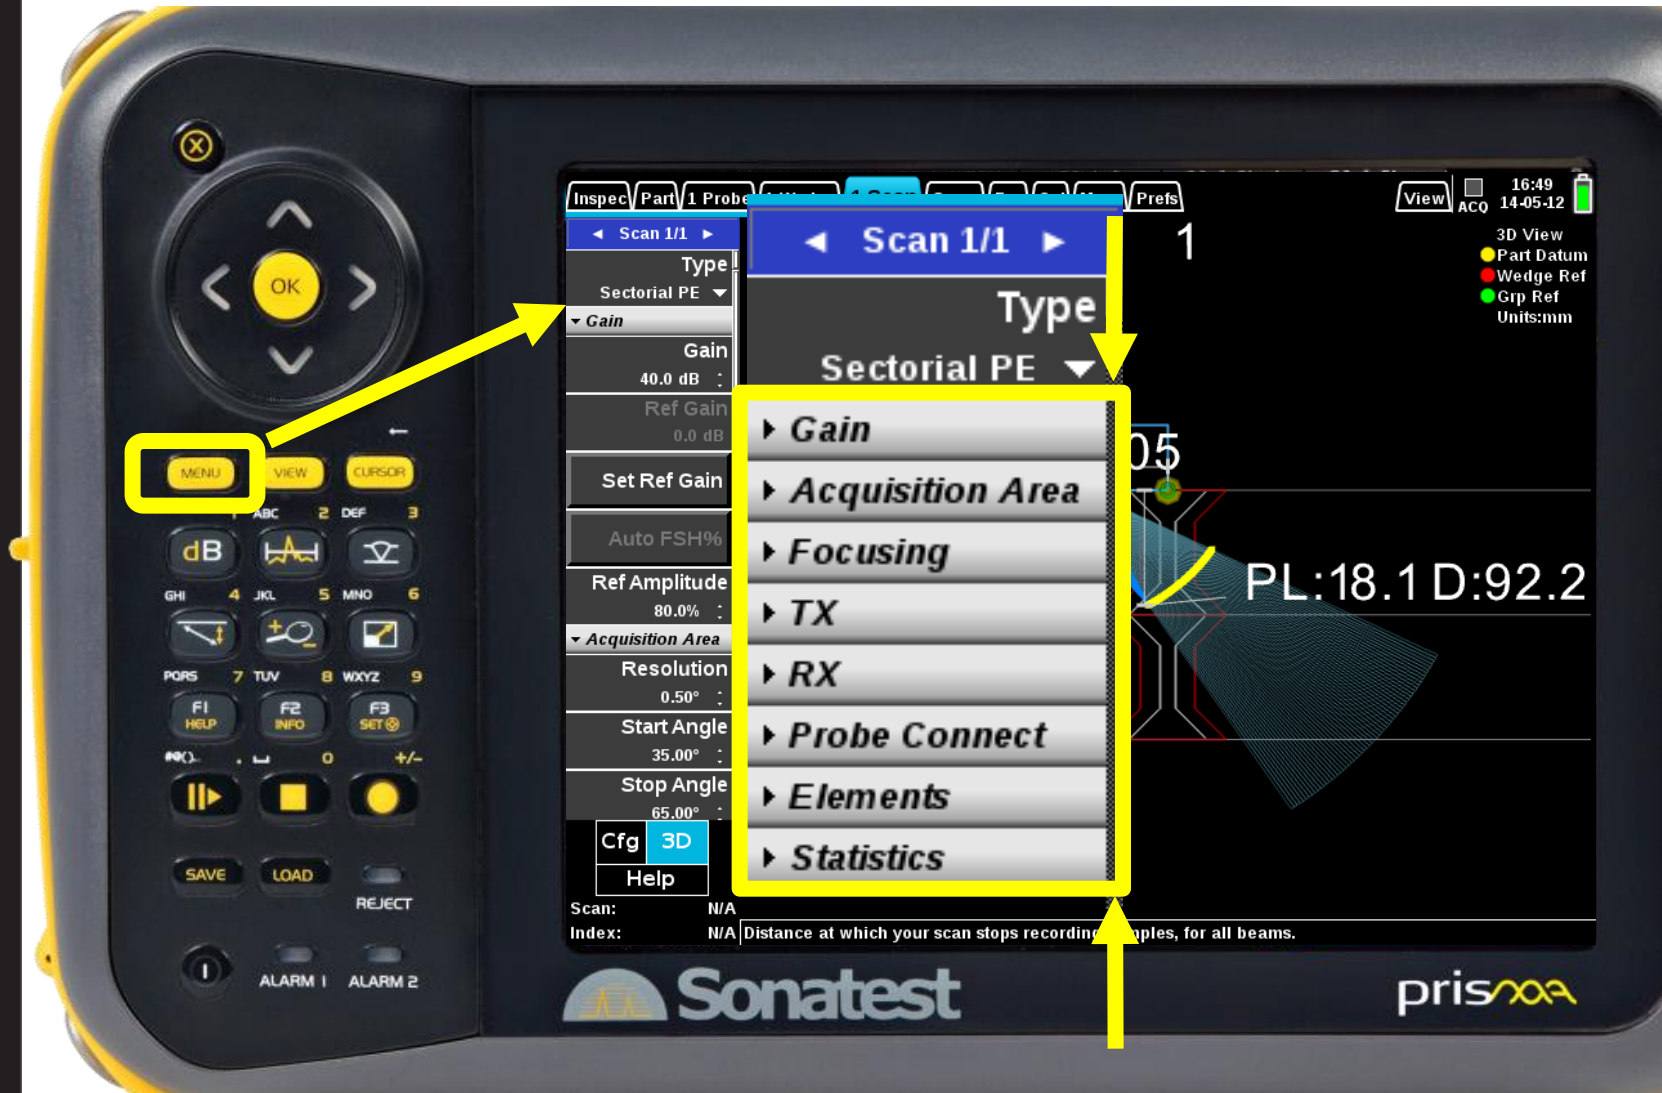 Inspec Part 1 Probe 1 Scan Prefs View ACQ 16:49
14-05-12
Scan 1/1
Type
Sectorial PE
Gain
Gain
40.0 dB
Ref Gain
0.0 dB
Set Ref Gain
Auto FSH%
Ref Amplitude
80.0%
Acquisition Area
Resolution
0.50°
Start Angle
35.00°
Stop Angle
65.00°
Cfg 3D
Help
Scan: N/A
Index: N/A
Scan 1/1
Type
Sectorial PE
Gain
Acquisition Area
Focusing
TX
RX
Probe Connect
Elements
Statistics
1
3D View
Part Datum
Wedge Ref
Grp Ref
Units:mm
05
PL:18.1 D:92.2
Distance at which your scan stops recording for all beams.
OK
MENU VIEW CURSOR
ABC 2 DEF 3
dB
GHI 4 JKL 5 MNO 6
PQRS 7 TUV 8 WXYZ 9
F1 HELP F2 INFO F3 SET
#@(). . 0 +/-
SAVE LOAD
REJECT
ALARM 1 ALARM 2
Sonatest
prisma